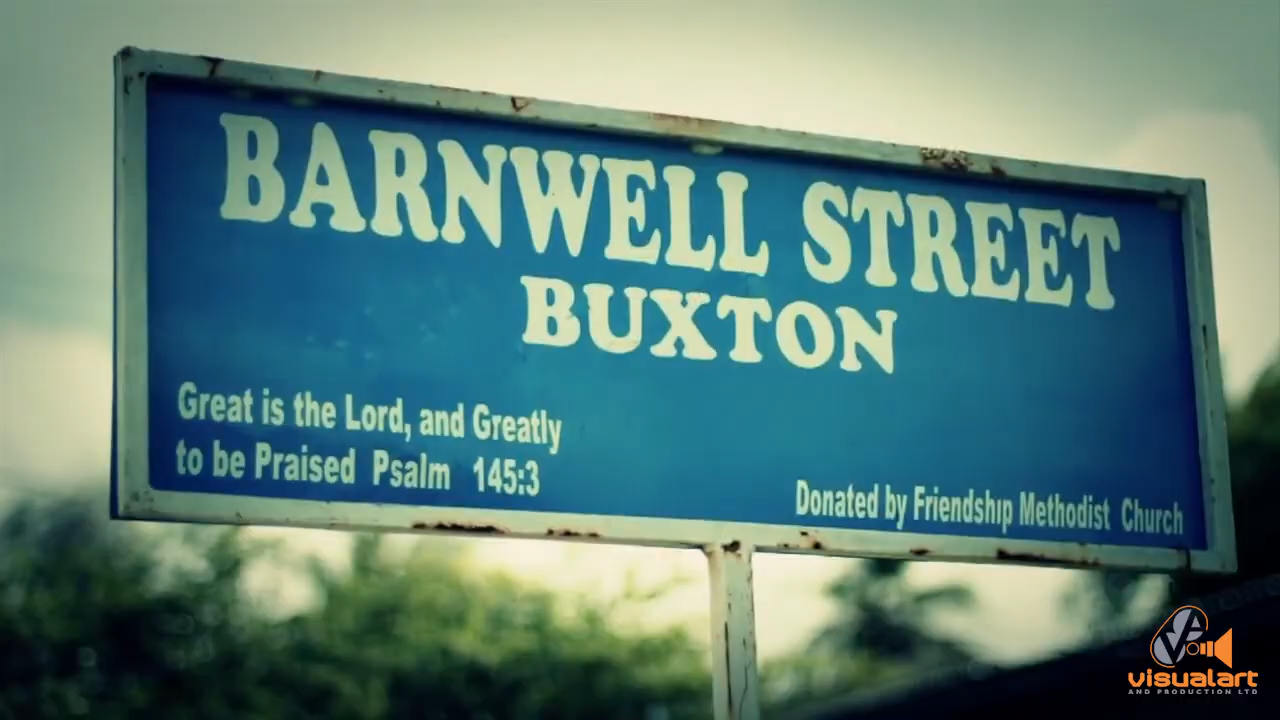 BARNWELL STREET
BUXTON
Great is the Lord, and Greatly
to be Praised Psalm 145:3
Donated by Friendship Methodist Church
VA
visualart
AND PRODUCTION LTD